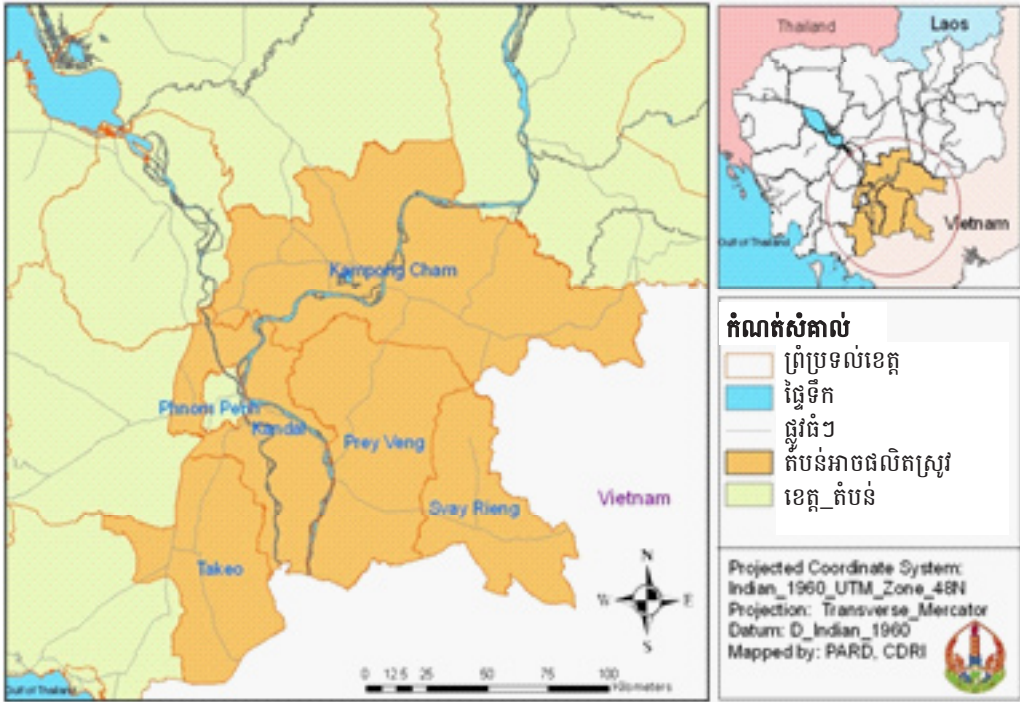 Kampong Cham
Phnom Penh
Kandal
Prey Veng
Svay Rieng
Takeo
Vietnam
N
W E
S
0 12.5 25 50 75 100
Kilometers
Gulf of Thailand
Thailand
Laos
Vietnam
Gulf of Thailand
កំណត់សំគាល់
ព្រំប្រទល់ខេត្ត
ផ្ទៃទឹក
ផ្លូវធំៗ
តំបន់អាចផលិតស្រូវ
ខេត្ត_តំបន់
Projected Coordinate System:
Indian_1960_UTM_Zone_48N
Projection: Transverse_Mercator
Datum: D_Indian_1960
Mapped by: PARD, CDRI